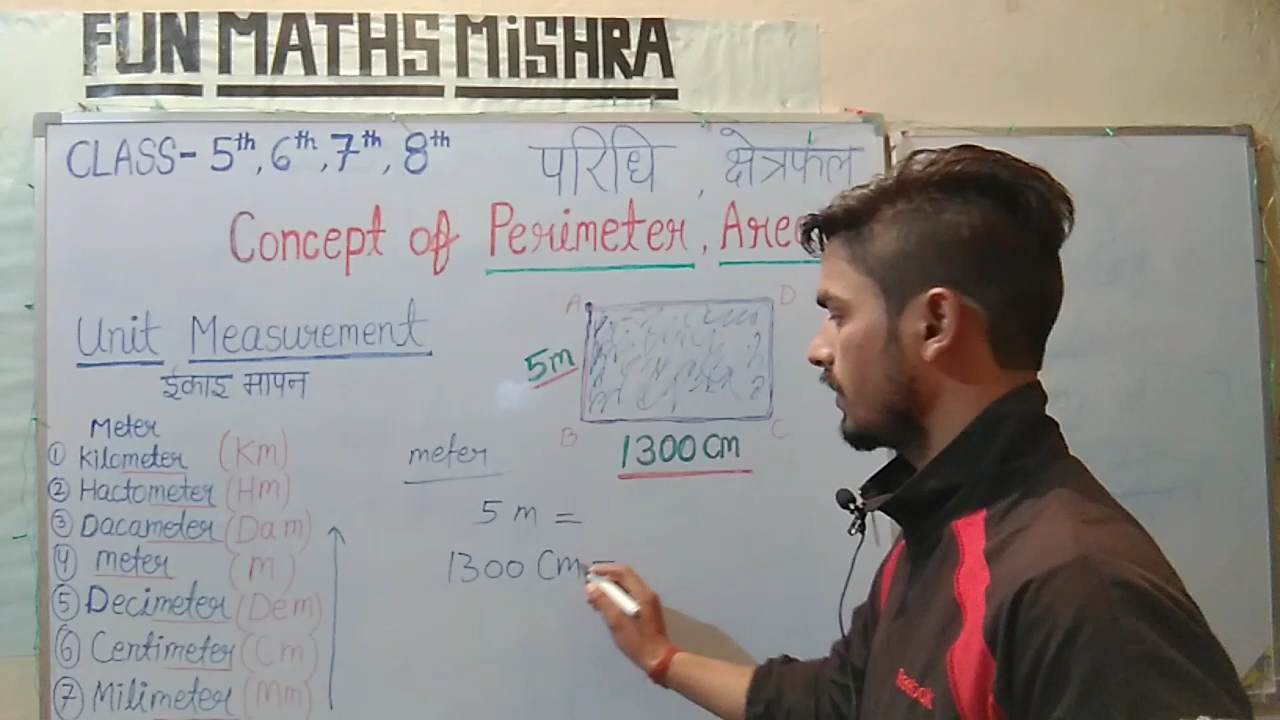 FUN MATHS MiSHRA
CLASS- 5th, 6th, 7th, 8th
परिधि , क्षेत्रफल
Concept of Perimeter, Area
Unit Measurement
इकाइ मापन
A D
5m
B C
1300 cm
Meter
① Kilometer (Km)
② Hactometer (Hm)
③ Dacameter (Dam)
④ meter (m)
⑤ Decimeter (Dem)
⑥ Centimeter (Cm)
⑦ Milimeter (Mm)
meter
5 m =
1300 Cm =
Reebok